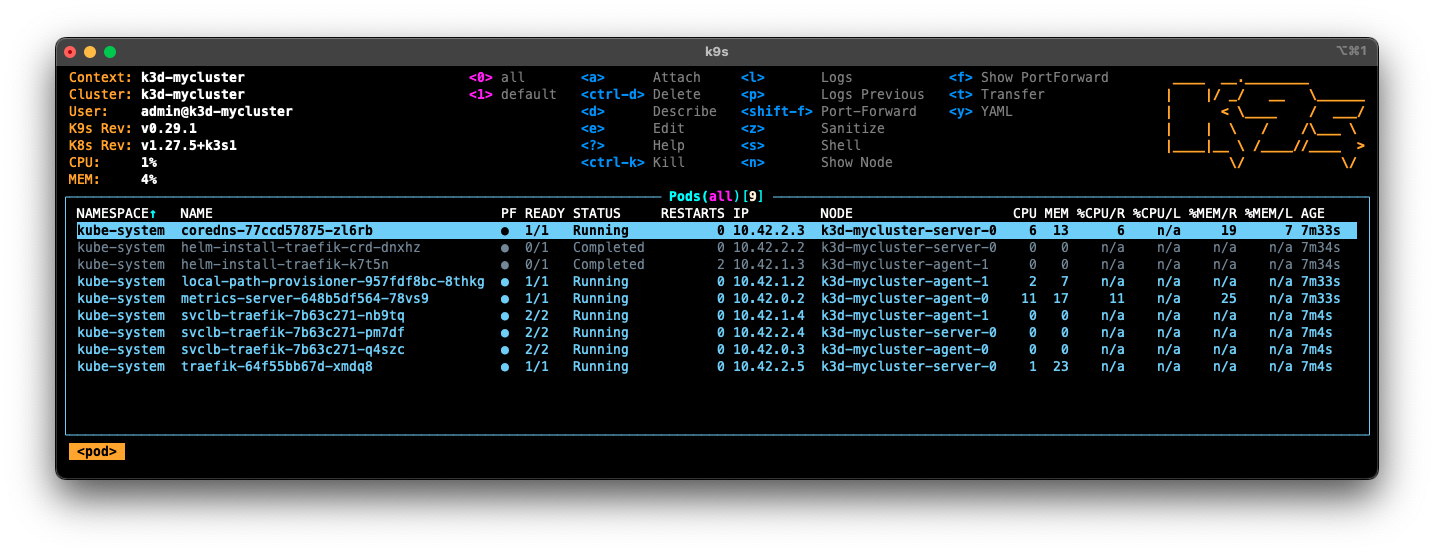 k9s ⌥⌘1
Context: k3d-mycluster <0> all <a> Attach <l> Logs <f> Show PortForward
Cluster: k3d-mycluster <1> default <ctrl-d> Delete <p> Logs Previous <t> Transfer
User: admin@k3d-mycluster <d> Describe <shift-f> Port-Forward <y> YAML
K9s Rev: v0.29.1 <e> Edit <z> Sanitize
K8s Rev: v1.27.5+k3s1 <?> Help <s> Shell
CPU: 1% <ctrl-k> Kill <n> Show Node
MEM: 4%
Pods(all)[9]
NAMESPACE↑ NAME PF READY STATUS RESTARTS IP NODE CPU MEM %CPU/R %CPU/L %MEM/R %MEM/L AGE
kube-system coredns-77ccd57875-zl6rb ● 1/1 Running 0 10.42.2.3 k3d-mycluster-server-0 6 13 6 n/a 19 7 7m33s
kube-system helm-install-traefik-crd-dnxhz ● 0/1 Completed 0 10.42.2.2 k3d-mycluster-server-0 0 0 n/a n/a n/a n/a 7m34s
kube-system helm-install-traefik-k7t5n ● 0/1 Completed 2 10.42.1.3 k3d-mycluster-agent-1 0 0 n/a n/a n/a n/a 7m34s
kube-system local-path-provisioner-957fdf8bc-8thkg ● 1/1 Running 0 10.42.1.2 k3d-mycluster-agent-1 2 7 n/a n/a n/a n/a 7m33s
kube-system metrics-server-648b5df564-78vs9 ● 1/1 Running 0 10.42.0.2 k3d-mycluster-agent-0 11 17 11 n/a 25 n/a 7m33s
kube-system svclb-traefik-7b63c271-nb9tq ● 2/2 Running 0 10.42.1.4 k3d-mycluster-agent-1 0 0 n/a n/a n/a n/a 7m4s
kube-system svclb-traefik-7b63c271-pm7df ● 2/2 Running 0 10.42.2.4 k3d-mycluster-server-0 0 0 n/a n/a n/a n/a 7m4s
kube-system svclb-traefik-7b63c271-q4szc ● 2/2 Running 0 10.42.0.3 k3d-mycluster-agent-0 0 0 n/a n/a n/a n/a 7m4s
kube-system traefik-64f55bb67d-xmdq8 ● 1/1 Running 0 10.42.2.5 k3d-mycluster-server-0 1 23 n/a n/a n/a n/a 7m4s
<pod>